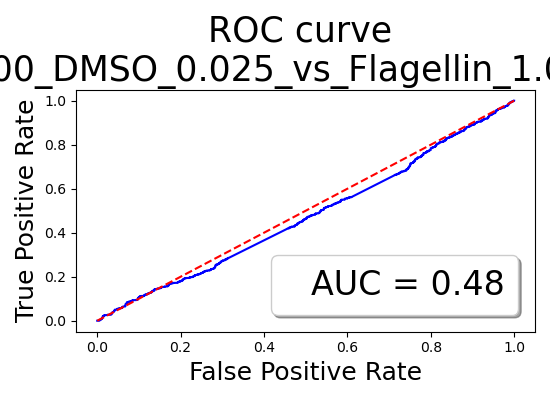 ROC curve
00_DMSO_0.025_vs_Flagellin_1.0
True Positive Rate
1.0
0.8
0.6
0.4
0.2
0.0
AUC = 0.48
0.0 0.2 0.4 0.6 0.8 1.0
False Positive Rate